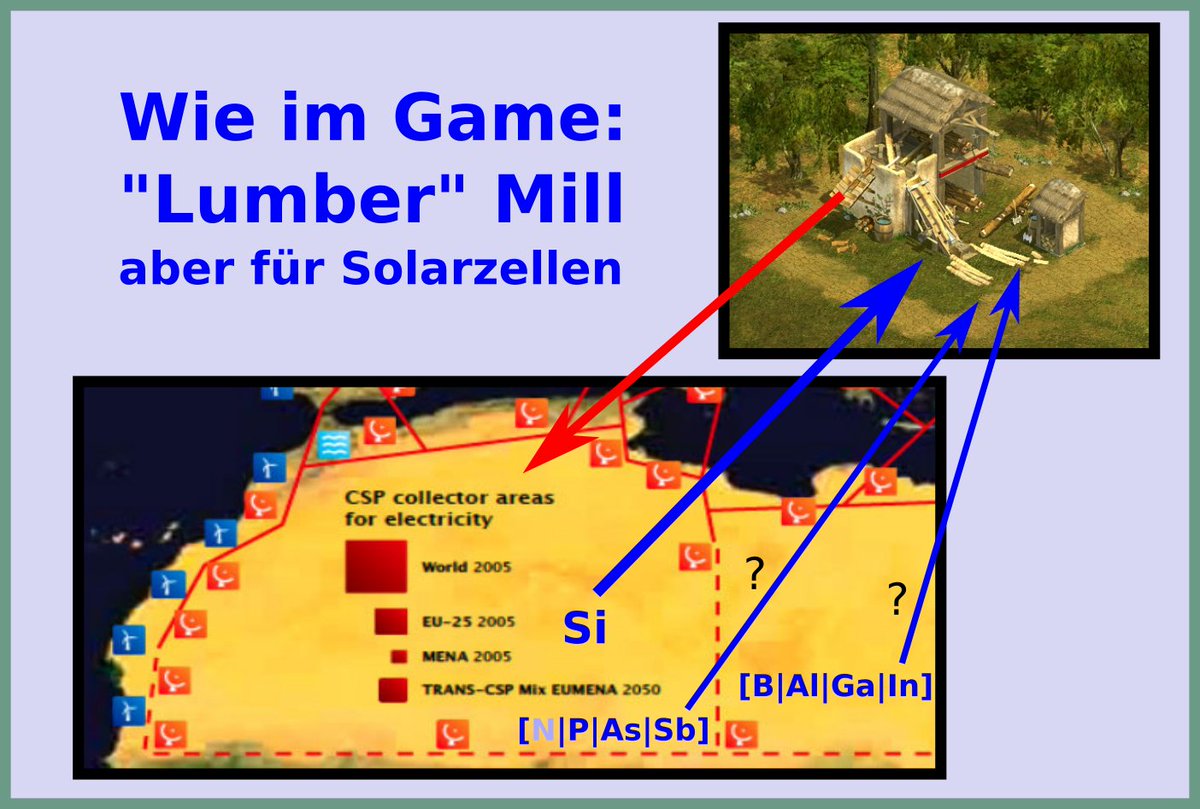 Wie im Game:
"Lumber" Mill
aber für Solarzellen
CSP collector areas
for electricity
World 2005
EU-25 2005
MENA 2005
TRANS-CSP Mix EUMENA 2050
Si
?
?
[B|Al|Ga|In]
[N|P|As|Sb]